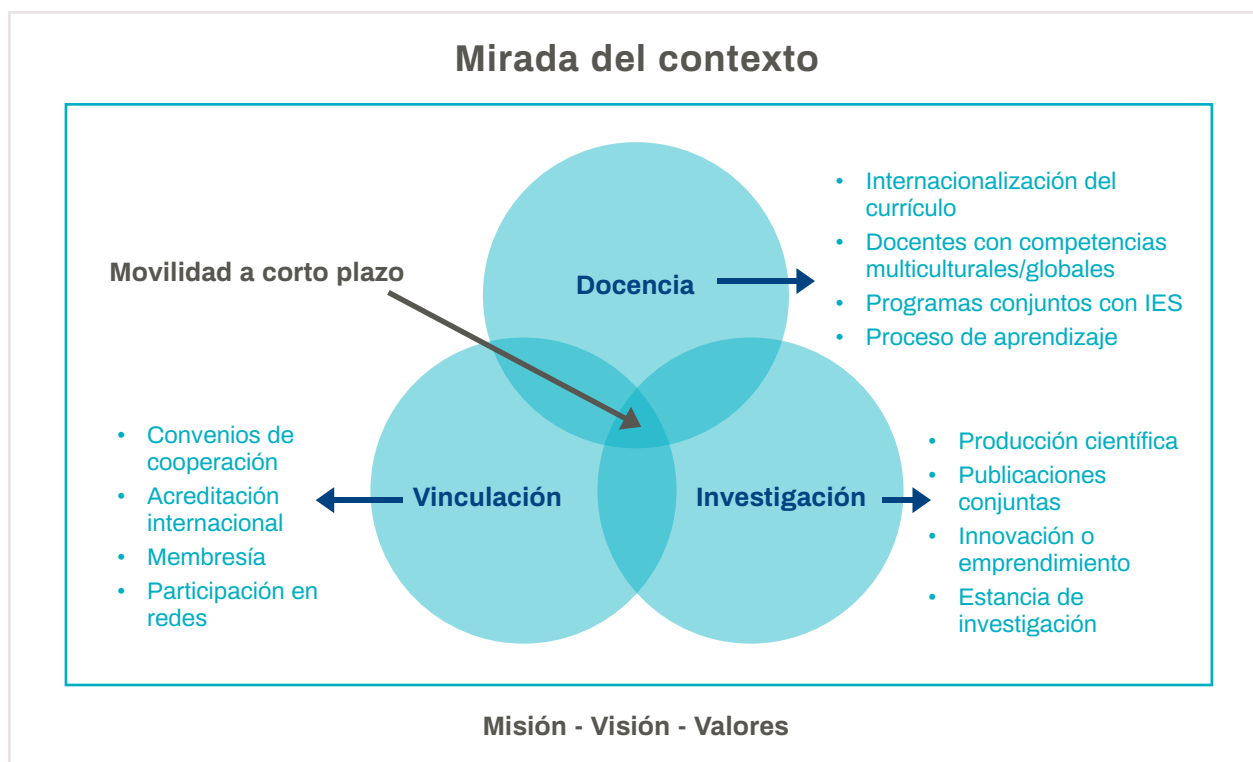 Mirada del contexto
Movilidad a corto plazo
Docencia
• Internacionalización del
currículo
• Docentes con competencias
multiculturales/globales
• Programas conjuntos con IES
• Proceso de aprendizaje
• Convenios de
cooperación
• Acreditación
internacional
• Membresía
• Participación en
redes
Vinculación
Investigación
• Producción científica
• Publicaciones
conjuntas
• Innovación o
emprendimiento
• Estancia de
investigación
Misión - Visión - Valores